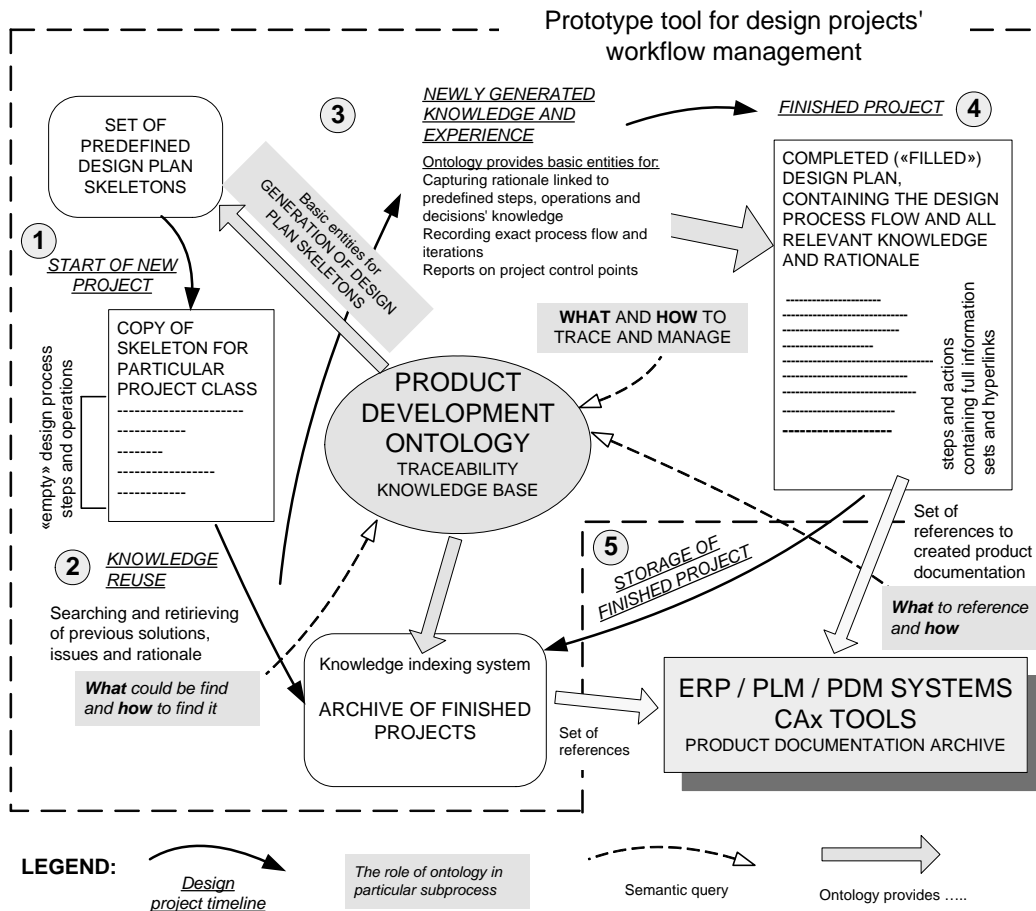 Prototype tool for design projects'
workflow management
SET OF
PREDEFINED
DESIGN PLAN
SKELETONS
1
START OF NEW
PROJECT
COPY OF
SKELETON FOR
PARTICULAR
PROJECT CLASS
«empty» design process
steps and operations
2
KNOWLEDGE
REUSE
Searching and retirieving
of previous solutions,
issues and rationale
What could be find
and how to find it
3
Basic entities for
GENERATION OF DESIGN
PLAN SKELETONS
NEWLY GENERATED
KNOWLEDGE AND
EXPERIENCE
Ontology provides basic entities for:
Capturing rationale linked to
predefined steps, operations and
decisions' knowledge
Recording exact process flow and
iterations
Reports on project control points
WHAT AND HOW TO
TRACE AND MANAGE
PRODUCT
DEVELOPMENT
ONTOLOGY
TRACEABILITY
KNOWLEDGE BASE
FINISHED PROJECT
4
COMPLETED («FILLED»)
DESIGN PLAN,
CONTAINING THE DESIGN
PROCESS FLOW AND ALL
RELEVANT KNOWLEDGE
AND RATIONALE
steps and actions
containing full information
sets and hyperlinks
5
STORAGE OF
FINISHED PROJECT
Set of
references to
created product
documentation
What to reference
and how
Knowledge indexing system
ARCHIVE OF FINISHED
PROJECTS
Set of
references
ERP / PLM / PDM SYSTEMS
CAx TOOLS
PRODUCT DOCUMENTATION ARCHIVE
LEGEND:
Design
project timeline
The role of ontology in
particular subprocess
Semantic query
Ontology provides …..